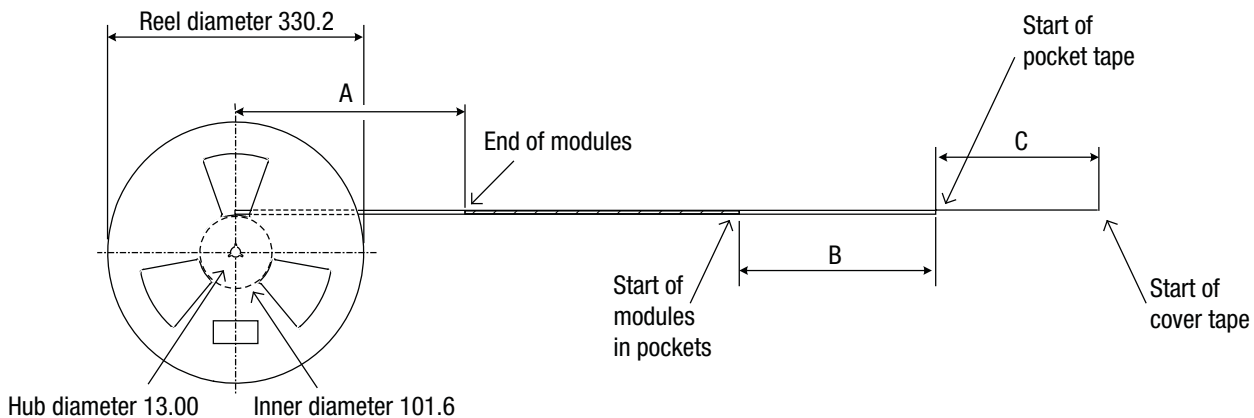 Reel diameter 330.2
Start of
pocket tape
A
End of modules
C
B
Start of
modules
in pockets
Start of
cover tape
Hub diameter 13.00
Inner diameter 101.6